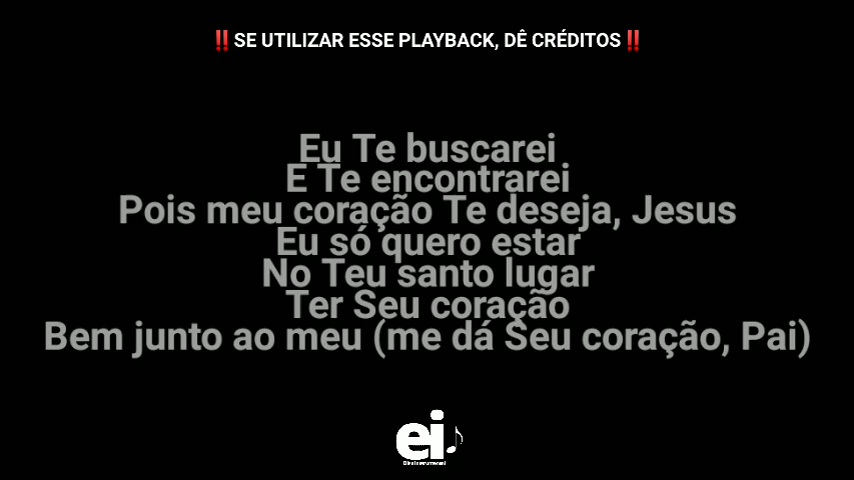 ‼️SE UTILIZAR ESSE PLAYBACK, DÊ CRÉDITOS‼️
Eu Te buscarei
E Te encontrarei
Pois meu coração Te deseja, Jesus
Eu só quero estar
No Teu santo lugar
Ter Seu coração
Bem junto ao meu (me dá Seu coração, Pai)
ei